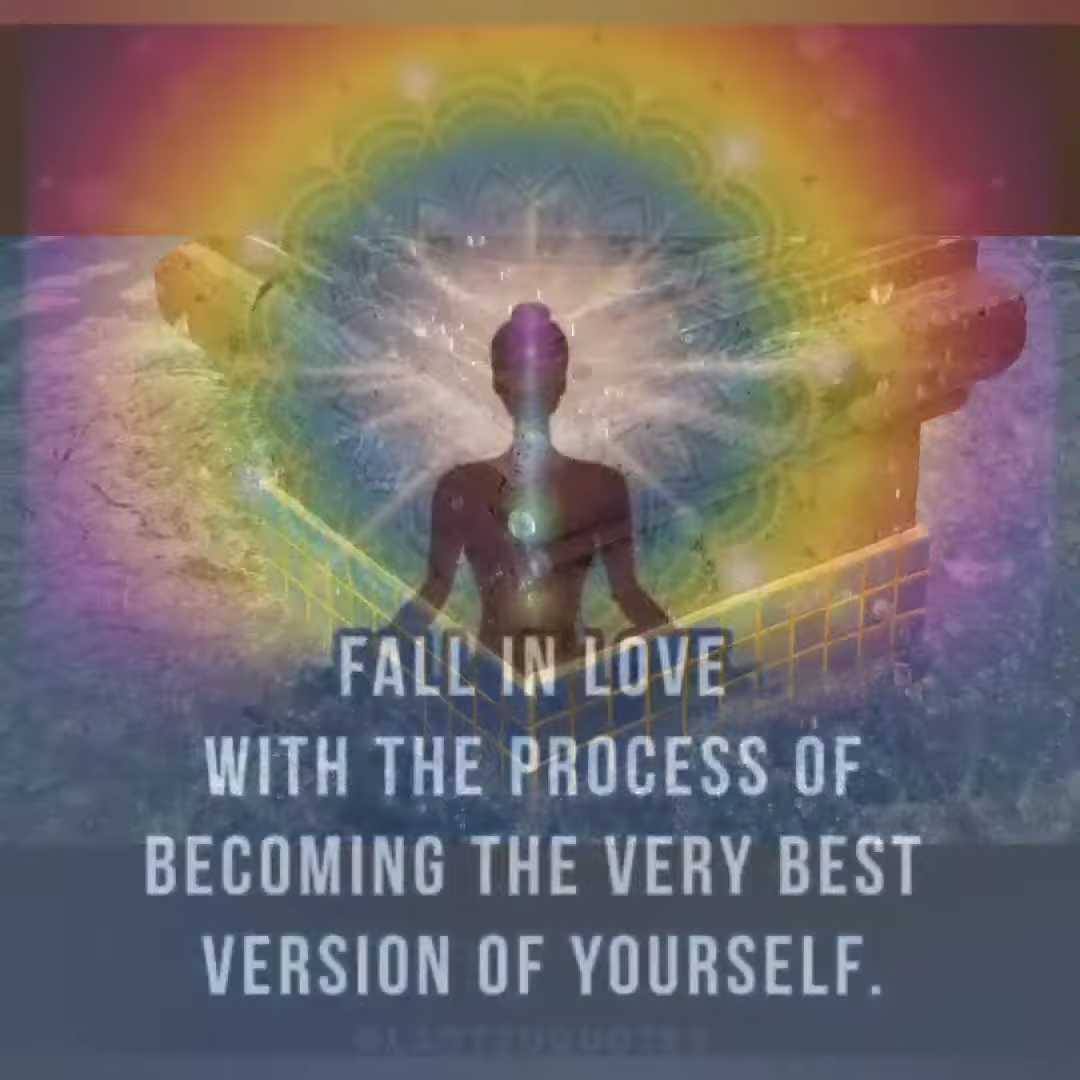 FALL IN LOVE
WITH THE PROCESS OF
BECOMING THE VERY BEST
VERSION OF YOURSELF.